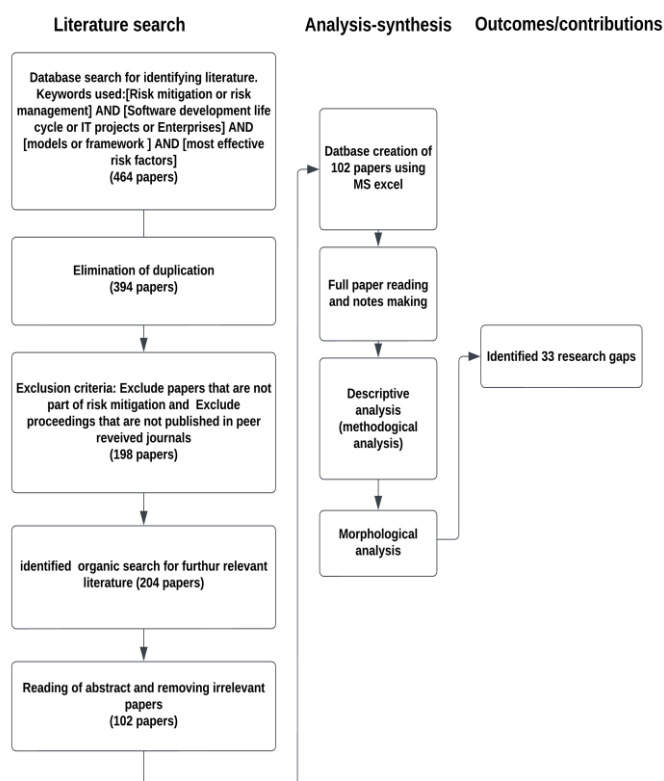 Literature search
Analysis-synthesis
Outcomes/contributions
Database search for identifying literature.
Keywords used:[Risk mitigation or risk
management] AND [Software development life
cycle or IT projects or Enterprises] AND
[models or framework ] AND [most effective
risk factors]
(464 papers)
Elimination of duplication
(394 papers)
Exclusion criteria: Exclude papers that are not
part of risk mitigation and Exclude
proceedings that are not published in peer
reveived journals
(198 papers)
identified organic search for furthur relevant
literature (204 papers)
Reading of abstract and removing irrelevant
papers
(102 papers)
Datbase creation of
102 papers using
MS excel
Full paper reading
and notes making
Descriptive
analysis
(methodogical
analysis)
Morphological
analysis
Identified 33 research gaps